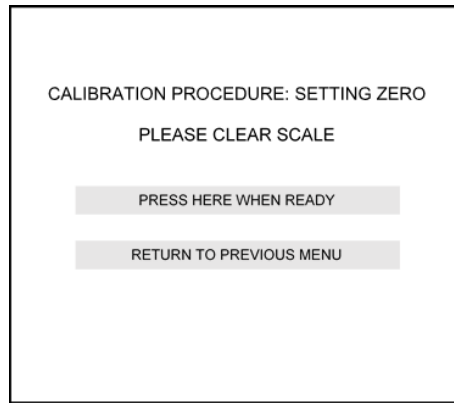 CALIBRATION PROCEDURE: SETTING ZERO
PLEASE CLEAR SCALE
PRESS HERE WHEN READY
RETURN TO PREVIOUS MENU